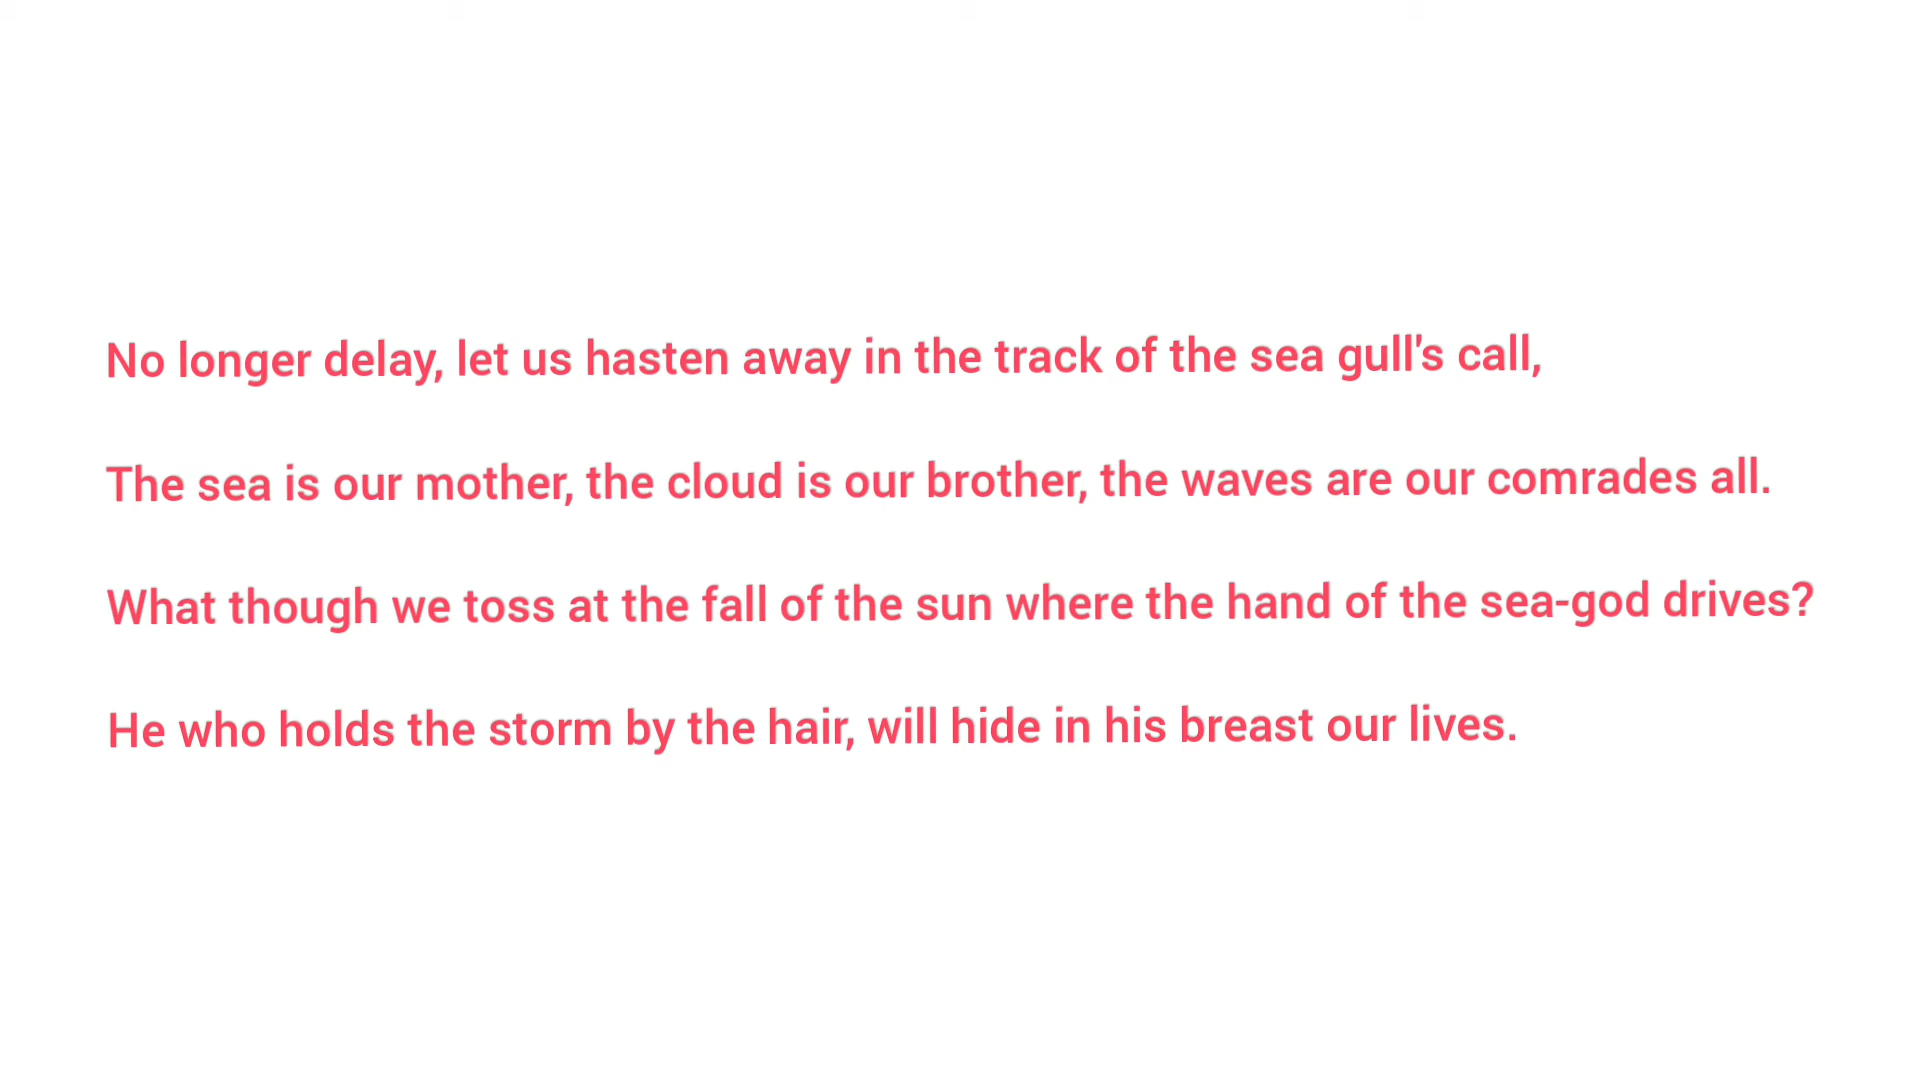 No longer delay, let us hasten away in the track of the sea gull's call,
The sea is our mother, the cloud is our brother, the waves are our comrades all.
What though we toss at the fall of the sun where the hand of the sea-god drives?
He who holds the storm by the hair, will hide in his breast our lives.